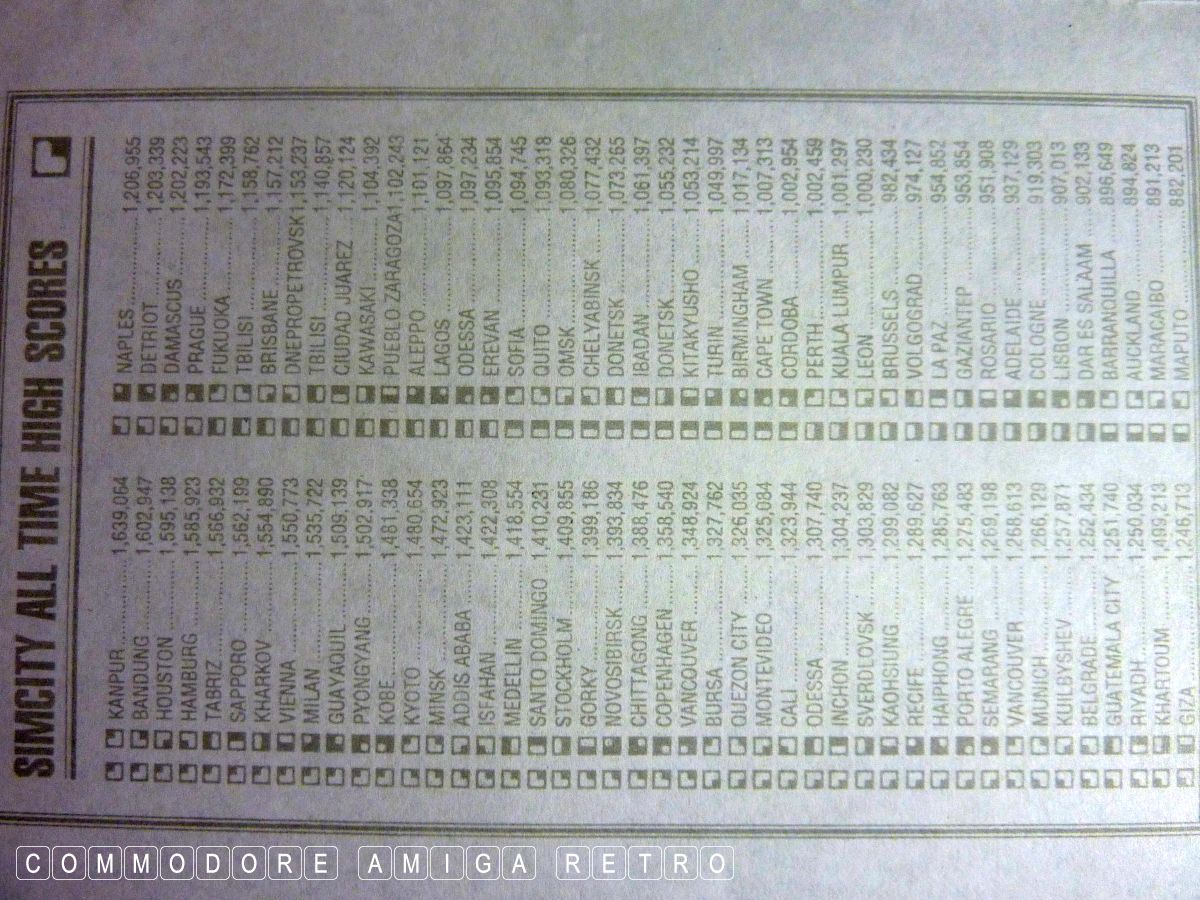 SIMCITY ALL TIME HIGH SCORES
KANPUR 1,639,064
BANDUNG 1,602,847
HOUSTON 1,595,138
HAMBURG 1,585,923
TABRIZ 1,566,932
SAPPORO 1,562,199
KHARKOV 1,554,890
VIENNA 1,550,773
MILAN 1,535,722
GUAYAQUIL 1,509,139
PYONGYANG 1,502,917
KOBE 1,481,338
KYOTO 1,480,654
MINSK 1,472,923
ADDIS ABABA 1,423,111
ISFAHAN 1,422,308
MEDELLIN 1,418,554
SANTO DOMINGO 1,410,231
STOCKHOLM 1,409,855
GORKY 1,399,186
NOVOSIBIRSK 1,393,834
CHITTAGONG 1,388,476
COPENHAGEN 1,358,540
VANCOUVER 1,348,924
BURSA 1,327,762
QUEZON CITY 1,326,035
MONTEVIDEO 1,325,084
CALI 1,323,944
ODESSA 1,307,740
INCHON 1,304,237
SVERDLOVSK 1,303,829
KAOHSIUNG 1,299,082
RECIFE 1,289,627
HAIPHONG 1,285,763
PORTO ALEGRE 1,275,483
SEMARANG 1,269,198
VANCOUVER 1,268,613
MUNICH 1,266,129
KUILBYSHEV 1,257,871
BELGRADE 1,252,434
GUATEMALA CITY 1,251,740
RIYADH 1,250,034
KHARTOUM
GIZA 1,246,713
NAPLES 1,206,955
DETRIOT 1,203,339
DAMASCUS 1,202,223
PRAGUE 1,193,543
FUKUOKA 1,172,399
TBILISI 1,158,762
BRISBANE 1,157,212
DNEPROPETROVSK 1,153,237
TBILISI 1,140,857
CIUDAD JUAREZ 1,120,124
KAWASAKI 1,104,392
PUEBLO ZARAGOZA 1,102,243
ALEPPO 1,101,121
LAGOS 1,097,864
ODESSA 1,097,234
EREVAN 1,095,854
SOFIA 1,094,745
QUITO 1,093,318
OMSK 1,080,326
CHELYABINSK 1,077,432
DONETSK 1,073,265
IBADAN 1,061,397
DONETSK 1,055,232
KITAKYUSHO 1,053,214
TURIN 1,049,997
BIRMINGHAM 1,017,134
CAPE TOWN 1,007,313
CORDOBA 1,002,954
PERTH 1,002,459
KUALA LUMPUR 1,001,297
LEON 1,000,230
BRUSSELS 982,434
VOLGOGRAD 974,127
LA PAZ 954,852
GAZIANTEP 953,854
ROSARIO 951,908
ADELAIDE 937,129
COLOGNE 919,303
LISBON 907,013
DAR ES SALAAM 902,133
BARRANQUILLA 896,649
AUCKLAND 894,824
MARACAIBO 891,213
MAPUTO 882,201
COMMODORE AMIGA RETRO